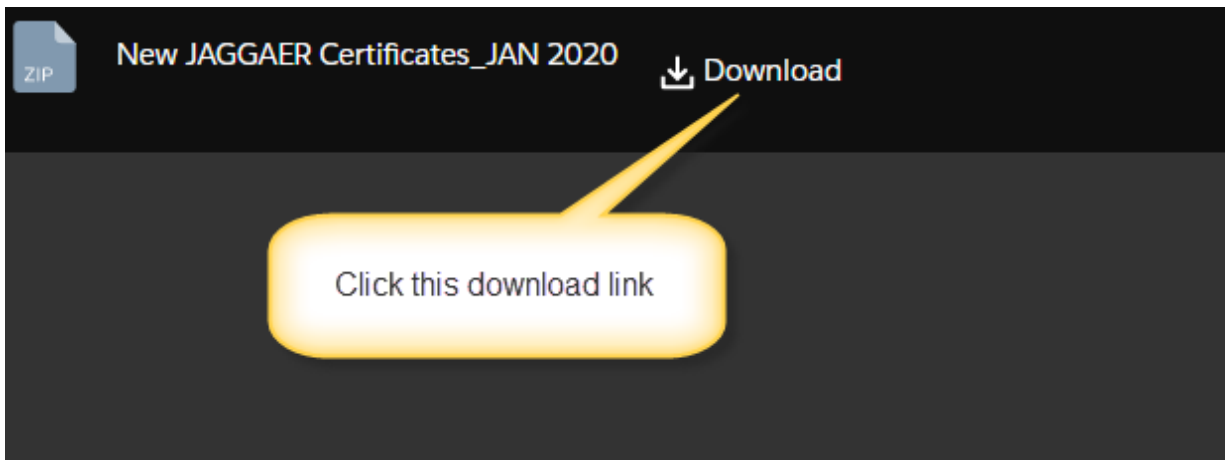 ZIP
New JAGGAER Certificates_JAN 2020
Download
Click this download link